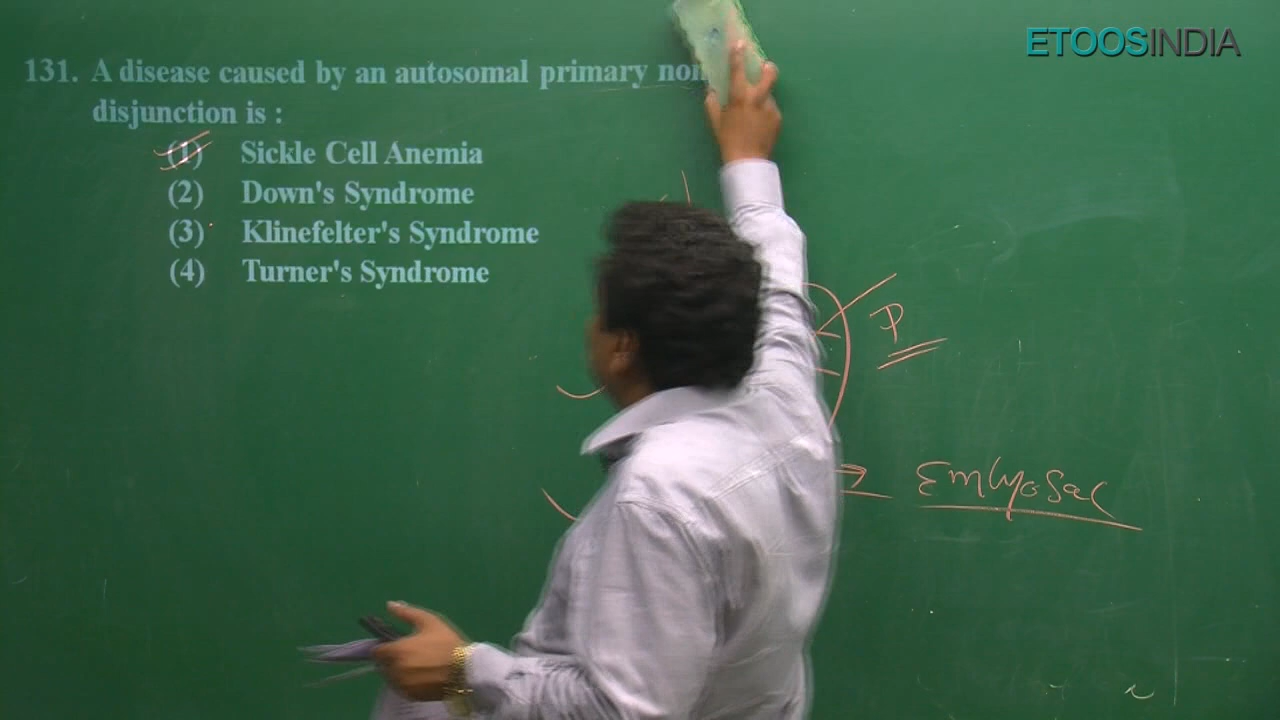 ETOOSINDIA
131. A disease caused by an autosomal primary non
disjunction is :
(1) Sickle Cell Anemia
(2) Down's Syndrome
(3) Klinefelter's Syndrome
(4) Turner's Syndrome
P
→ Embyosac